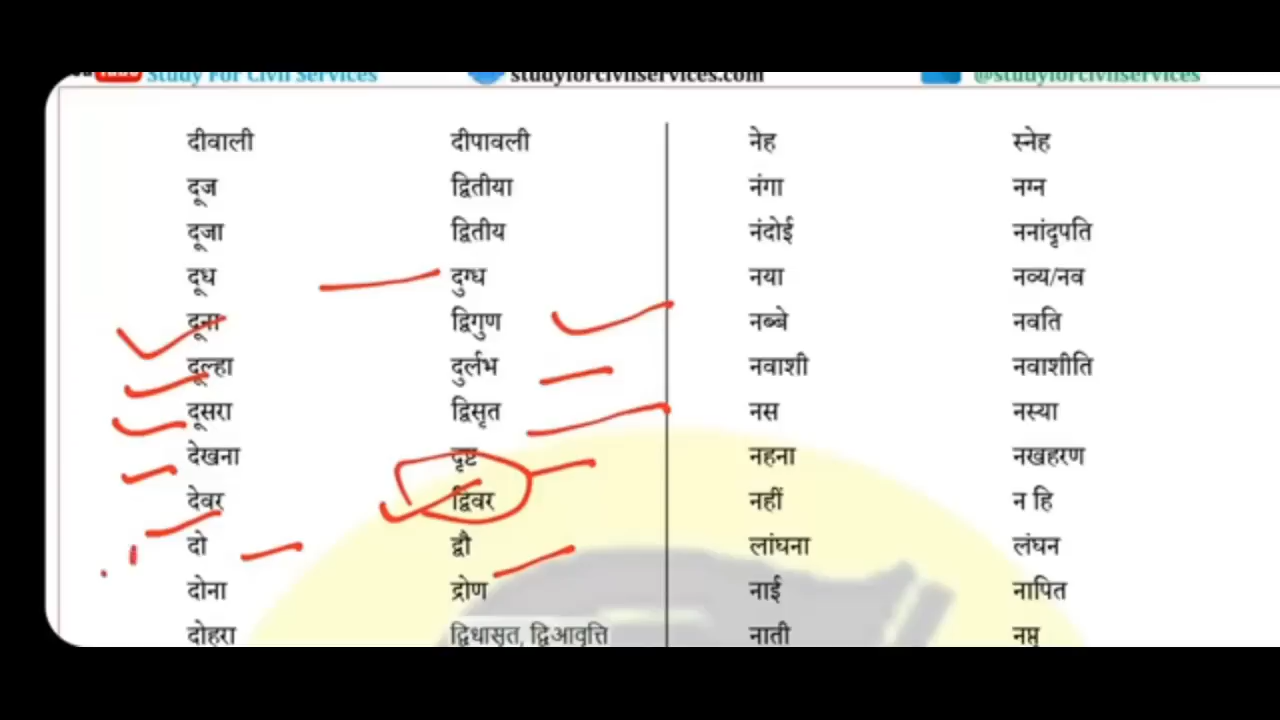 Study For Civil Services studyforcivilservices.com @studyforcivilservices
दीवाली दीपावली नेह स्नेह
दूज द्वितीया नंगा नग्न
दूजा द्वितीय नंदोई ननांदृपति
दूध दुग्ध नया नव्य/नव
दूना द्विगुण नब्बे नवति
दूल्हा दुर्लभ नवाशी नवाशीति
दूसरा द्विसृत नस नस्या
देखना दृष्ट नहना नखहरण
देवर द्विवर नहीं न हि
दो द्वौ लांघना लंघन
दोना द्रोण नाई नापित
दोहरा द्विधासृत, द्विआवृत्ति नाती नप्तृ